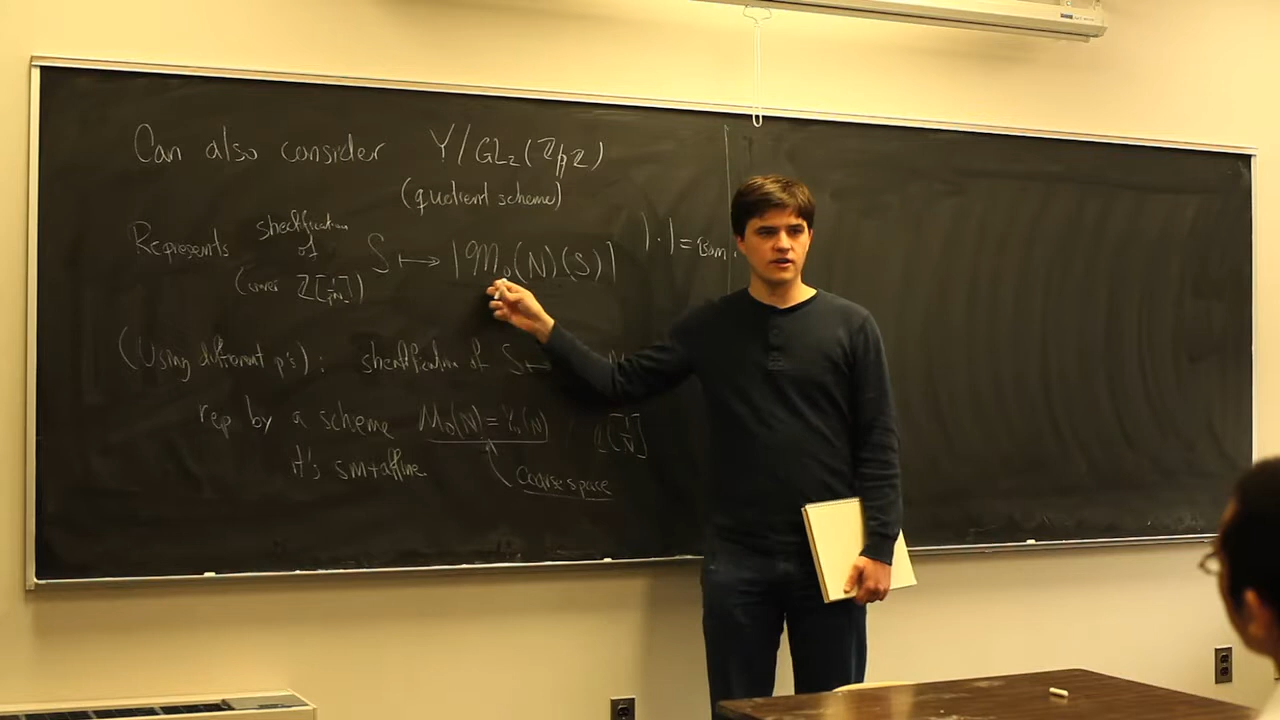 Can also consider Y/GL₂(ℤ/pℤ)
(quotient scheme)
Represents sheafification of S ↦ |𝔐₀(N)(S)| |·| = isom.
(over ℤ[1/pN])
(Using different p's): sheafification of S ↦
rep by a scheme M₀(N) = Y₀(N) ℤ[1/N]
it's sm + affine. coarse space